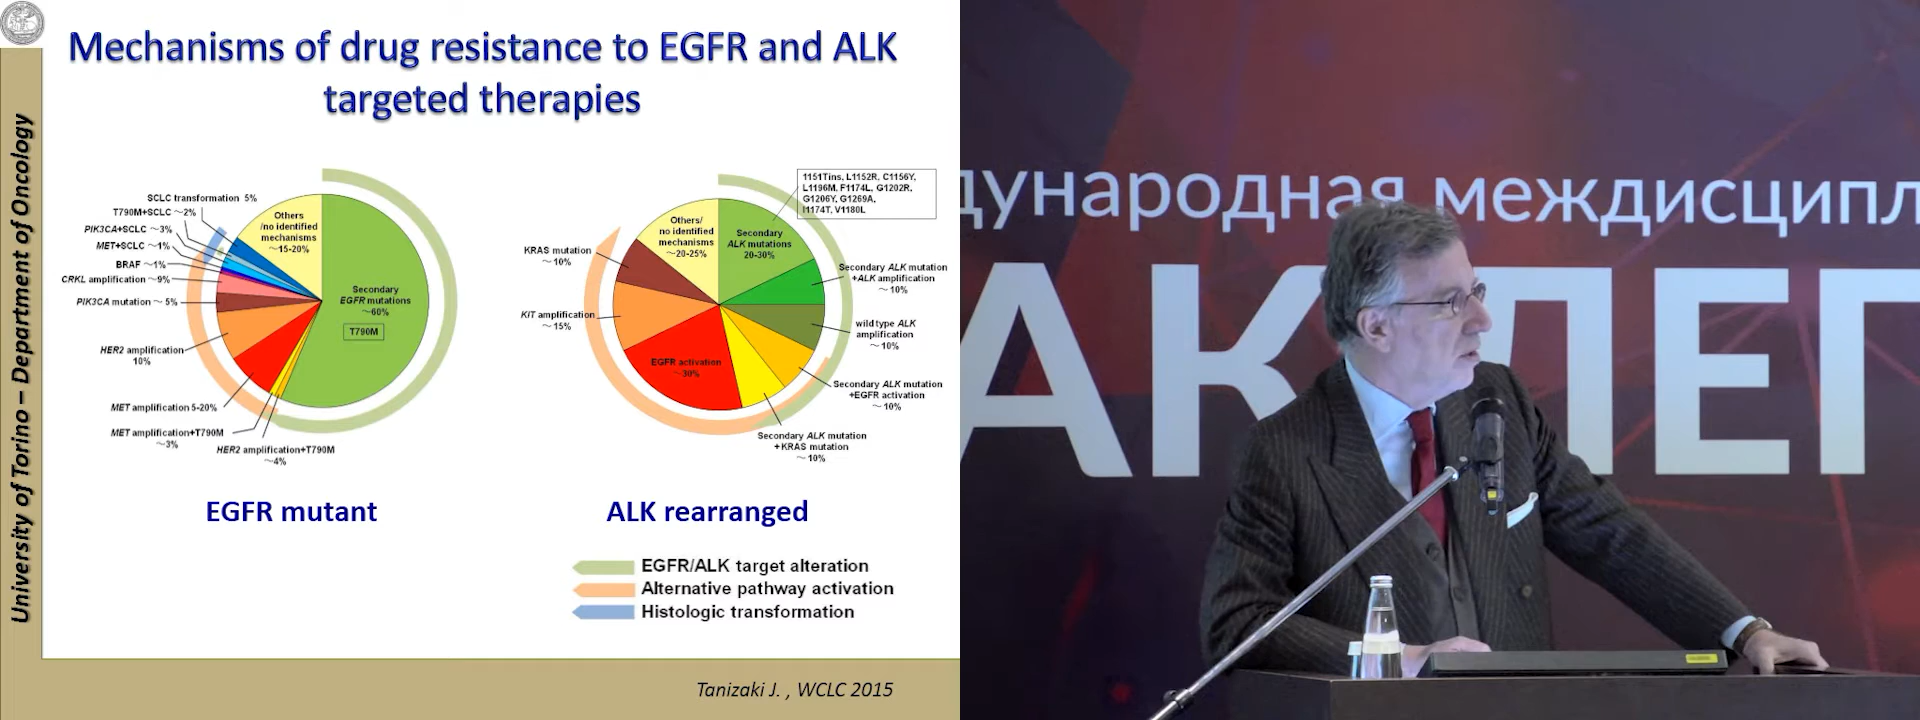 Mechanisms of drug resistance to EGFR and ALK
targeted therapies
University of Torino – Department of Oncology
SCLC transformation 5%
T790M+SCLC ～2%
PIK3CA+SCLC ～3%
MET+SCLC ～1%
BRAF ～1%
CRKL amplification ～9%
PIK3CA mutation ～ 5%
HER2 amplification
10%
MET amplification 5-20%
MET amplification+T790M
～3%
HER2 amplification+T790M
～4%
Others
/no identified
mechanisms
～15-20%
Secondary
EGFR mutations
～60%
T790M
EGFR mutant
1151Tins, L1152R, C1156Y,
L1196M, F1174L, G1202R,
G1206Y, G1269A,
I1174T, V1180L
Others/
no identified
mechanisms
～20-25%
Secondary
ALK mutations
20-30%
KRAS mutation
～ 10%
KIT amplification
～ 15%
EGFR activation
～30%
Secondary ALK mutation
+ALK amplification
～ 10%
wild type ALK
amplification
～ 10%
Secondary ALK mutation
+EGFR activation
～ 10%
Secondary ALK mutation
+ KRAS mutation
～ 10%
ALK rearranged
EGFR/ALK target alteration
Alternative pathway activation
Histologic transformation
Tanizaki J. , WCLC 2015
дународная междисципл
АК ЛЕГ